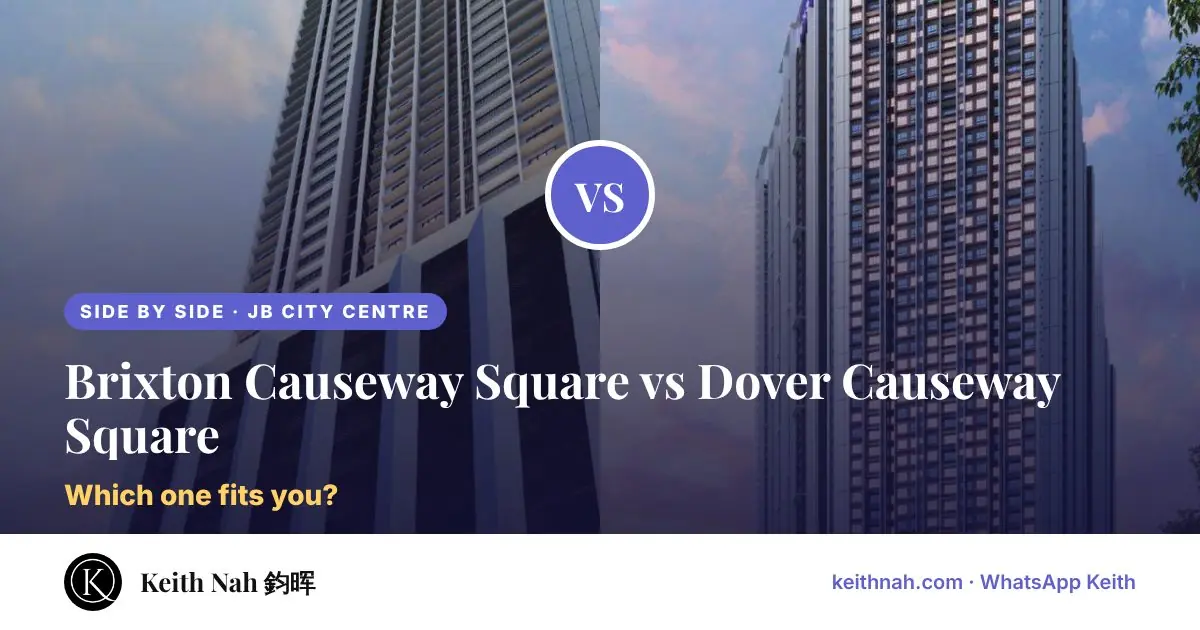 VS
SIDE BY SIDE · JB CITY CENTRE
Brixton Causeway Square vs Dover Causeway
Square
Which one fits you?
K
Keith Nah 鈞晖
keithnah.com · WhatsApp Keith